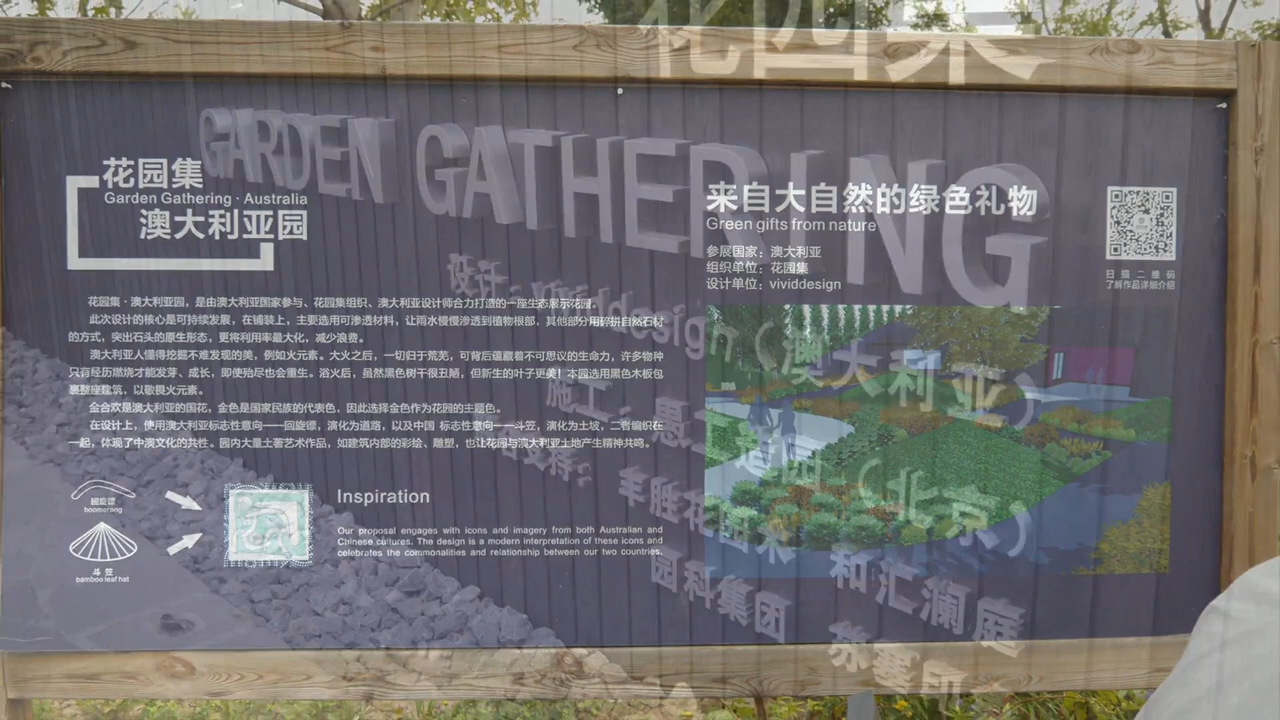 花园集
GARDEN GATHERING
花园集
Garden Gathering · Australia
澳大利亚园
花园集·澳大利亚园，是由澳大利亚国家参与、花园集组织、澳大利亚设计师合力打造的一座生态展示花园。
此次设计的核心是可持续发展，在铺装上，主要选用可渗透材料，让雨水慢慢渗透到植物根部，其他部分用碎拼自然石材
的方式，突出石头的原生形态，更将利用率最大化，减少浪费。
澳大利亚人懂得挖掘不难发现的美，例如火元素。大火之后，一切归于荒芜，可背后蕴藏着不可思议的生命力，许多物种
只有经历燃烧才能发芽、成长，即使殆尽也会重生。浴火后，虽然黑色树干很丑陋，但新生的叶子更美！本园选用黑色木板包
裹整座建筑，以敬畏火元素。
金合欢是澳大利亚的国花，金色是国家民族的代表色，因此选择金色作为花园的主题色。
在设计上，使用澳大利亚标志性意向——回旋镖，演化为道路，以及中国 标志性意向——斗笠，演化为土坡，二者编织在
一起，体现了中澳文化的共性。园内大量土著艺术作品，如建筑内部的彩绘、雕塑，也让花园与澳大利亚土地产生精神共鸣。
回旋镖
boomerang
斗笠
bamboo leaf hat
Inspiration
Our proposal engages with icons and imagery from both Australian and
Chinese cultures. The design is a modern interpretation of these icons and
celebrates the commonalities and relationship between our two countries.
来自大自然的绿色礼物
Green gifts from nature
参展国家：澳大利亚
组织单位：花园集
设计单位：vividdesign
扫描二维码
了解作品详细介绍
设计：vividdesign（澳大利亚）
施工：愚工造园（北京）
支持：
园科集团
和汇澜庭